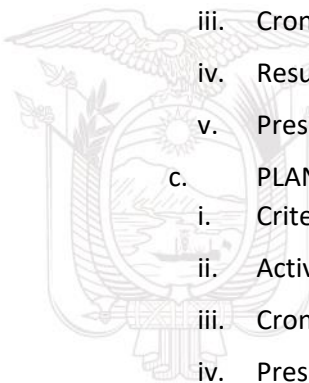 iii. Cron
iv. Resu
v. Pres
c. PLAN
i. Crite
ii. Activ
iii. Cron
iv. Pres